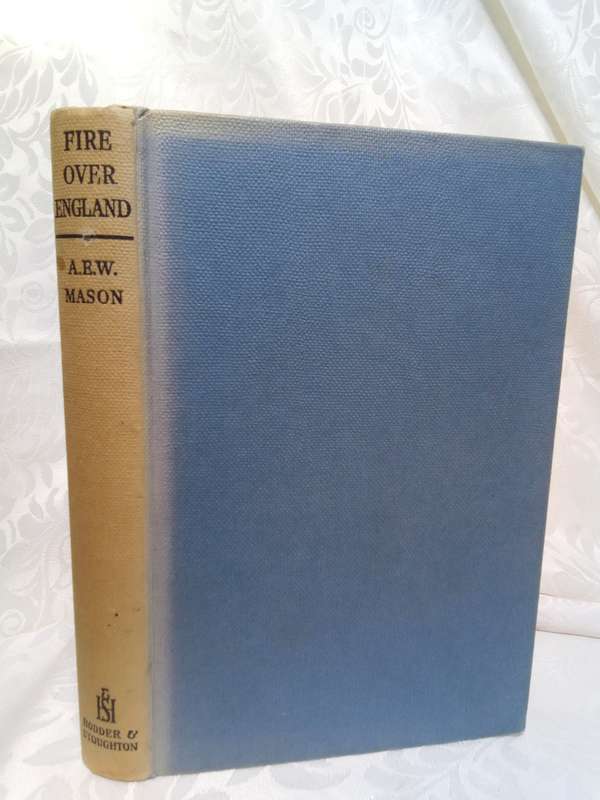 FIRE
OVER
ENGLAND
A.E.W.
MASON
H&S
HODDER &
STOUGHTON